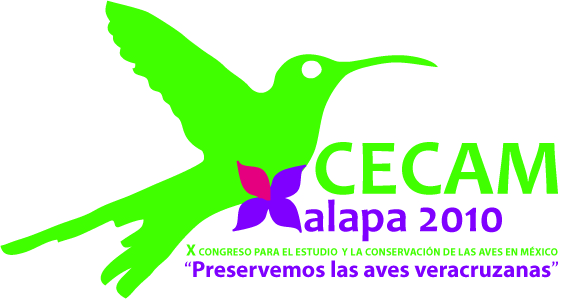 CECAM
Xalapa 2010
X CONGRESO PARA EL ESTUDIO Y LA CONSERVACIÓN DE LAS AVES EN MÉXICO
“Preservemos las aves veracruzanas”